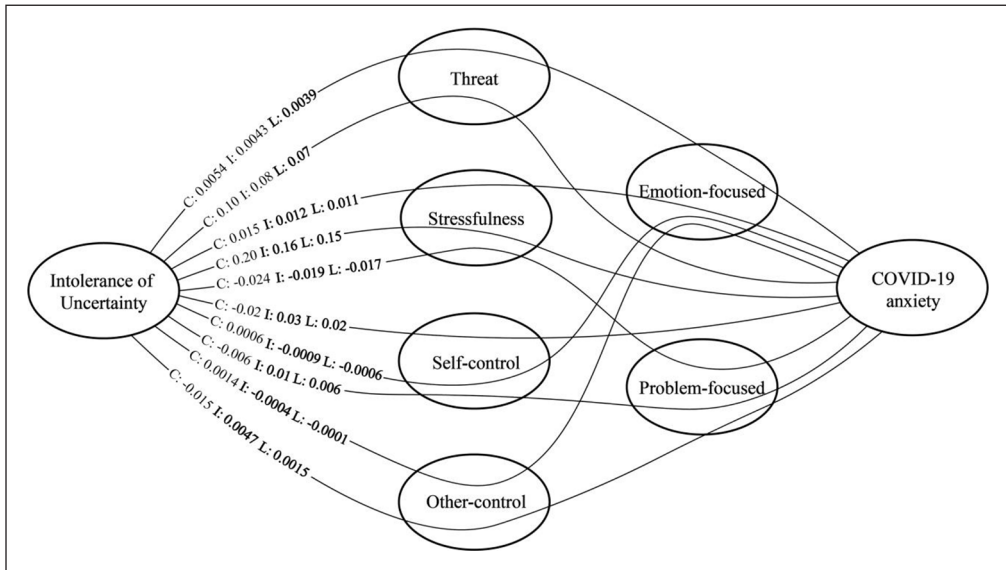 Threat
C: 0.0054 I: 0.0043 L: 0.0039
C: 0.10 I: 0.08 L: 0.07
Emotion-focused
Stressfulness
C: 0.015 I: 0.012 L: 0.011
C: 0.20 I: 0.16 L: 0.15
C: -0.024 I: -0.019 L: -0.017
Intolerance of
Uncertainty
COVID-19
anxiety
C: -0.02 I: 0.03 L: 0.02
C: 0.0006 I: -0.0009 L: -0.0006
Self-control
C: -0.006 I: 0.01 L: 0.006
Problem-focused
C: 0.0014 I: -0.0004 L: -0.0001
C: -0.015 I: 0.0047 L: 0.0015
Other-control